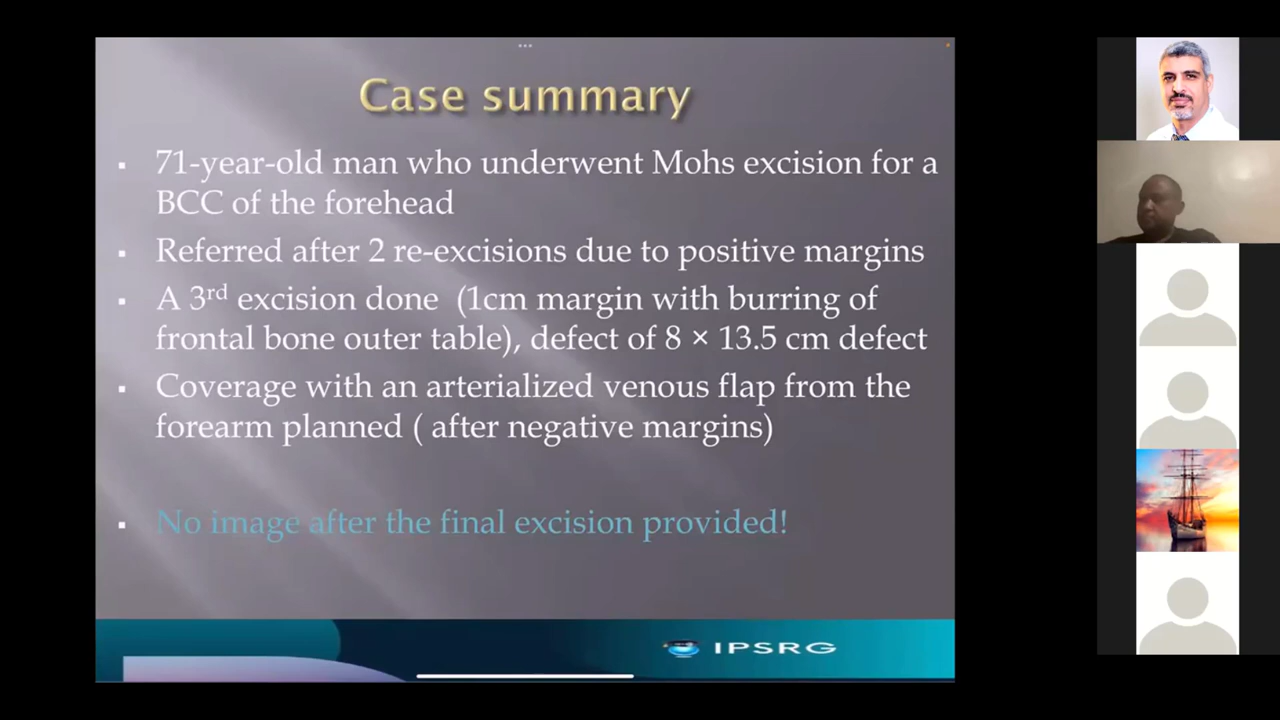 Case summary
71-year-old man who underwent Mohs excision for a
BCC of the forehead
Referred after 2 re-excisions due to positive margins
A 3rd excision done (1cm margin with burring of
frontal bone outer table), defect of 8 × 13.5 cm defect
Coverage with an arterialized venous flap from the
forearm planned ( after negative margins)
No image after the final excision provided!
IPSRG